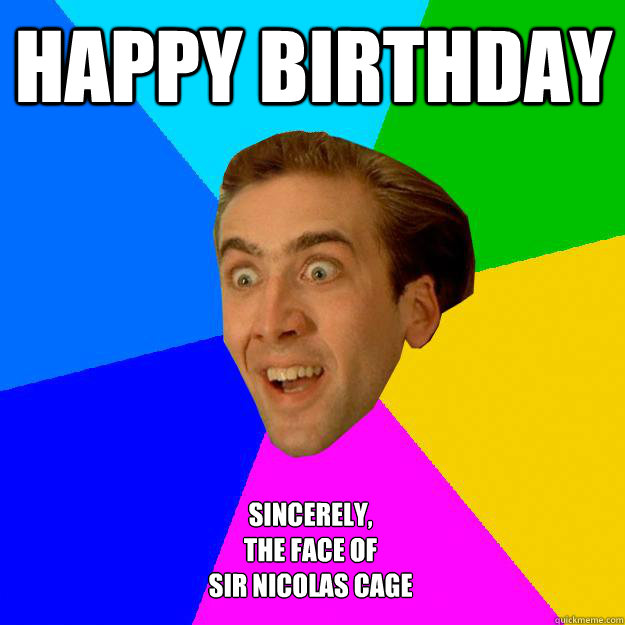 HAPPY BIRTHDAY
SINCERELY,
THE FACE OF
SIR NICOLAS CAGE
quickmeme.com